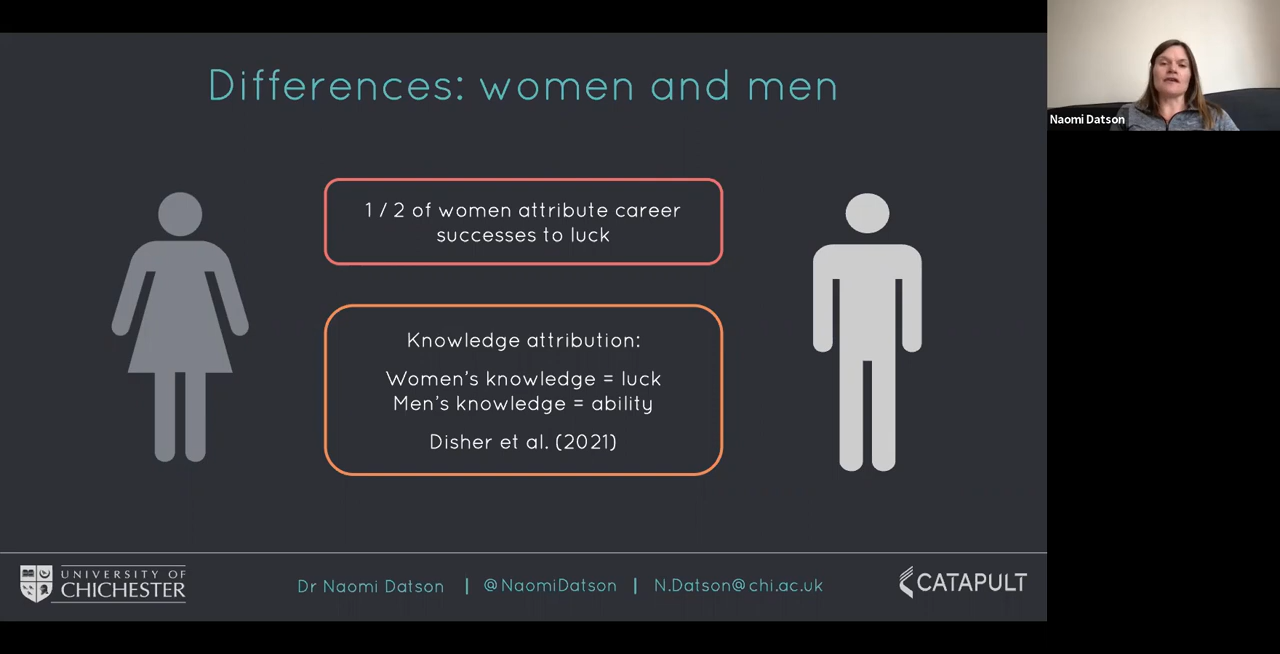 Differences: women and men
1 / 2 of women attribute career
successes to luck
Knowledge attribution:
Women's knowledge = luck
Men's knowledge = ability
Disher et al. (2021)
UNIVERSITY OF
CHICHESTER
Dr Naomi Datson | @NaomiDatson | N.Datson@chi.ac.uk
CATAPULT
Naomi Datson